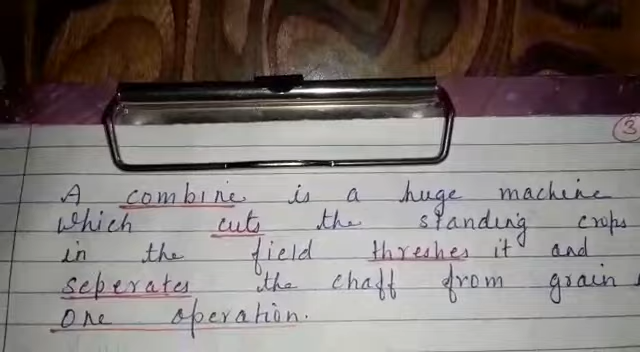 3
A combine is a huge machine
which cuts the standing crops
in the field threshes it and
seperates the chaff from grain
one operation.